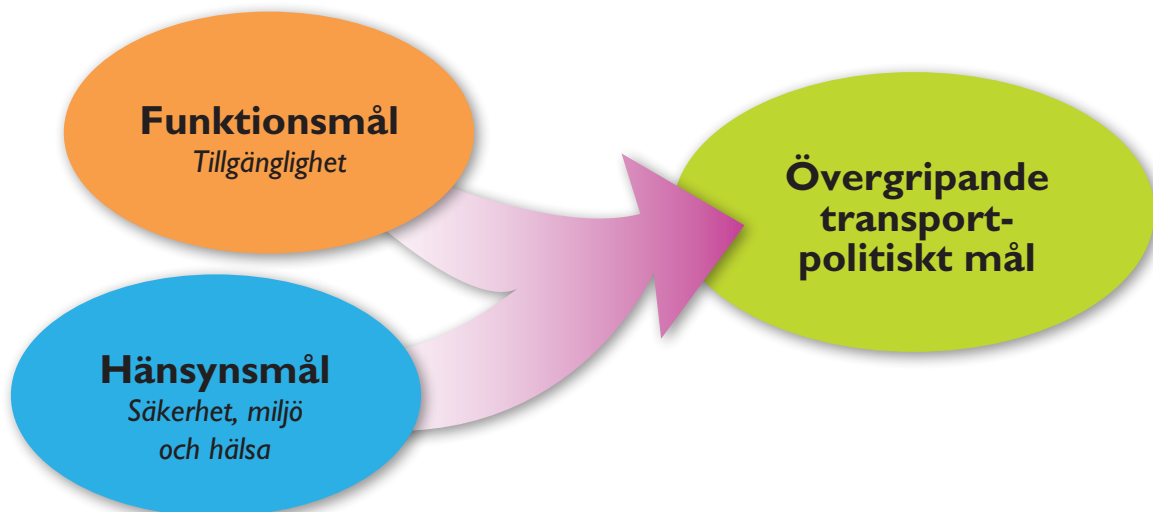 Funktionsmål
Tillgänglighet
Hänsynsmål
Säkerhet, miljö
och hälsa
Övergripande
transport-
politiskt mål